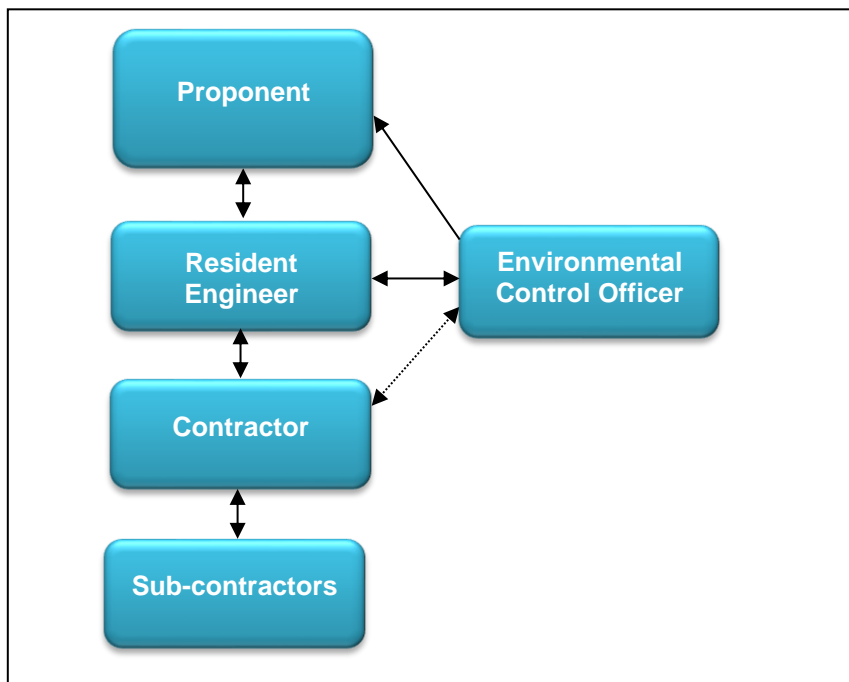 Proponent
Resident
Engineer
Environmental
Control Officer
Contractor
Sub-contractors